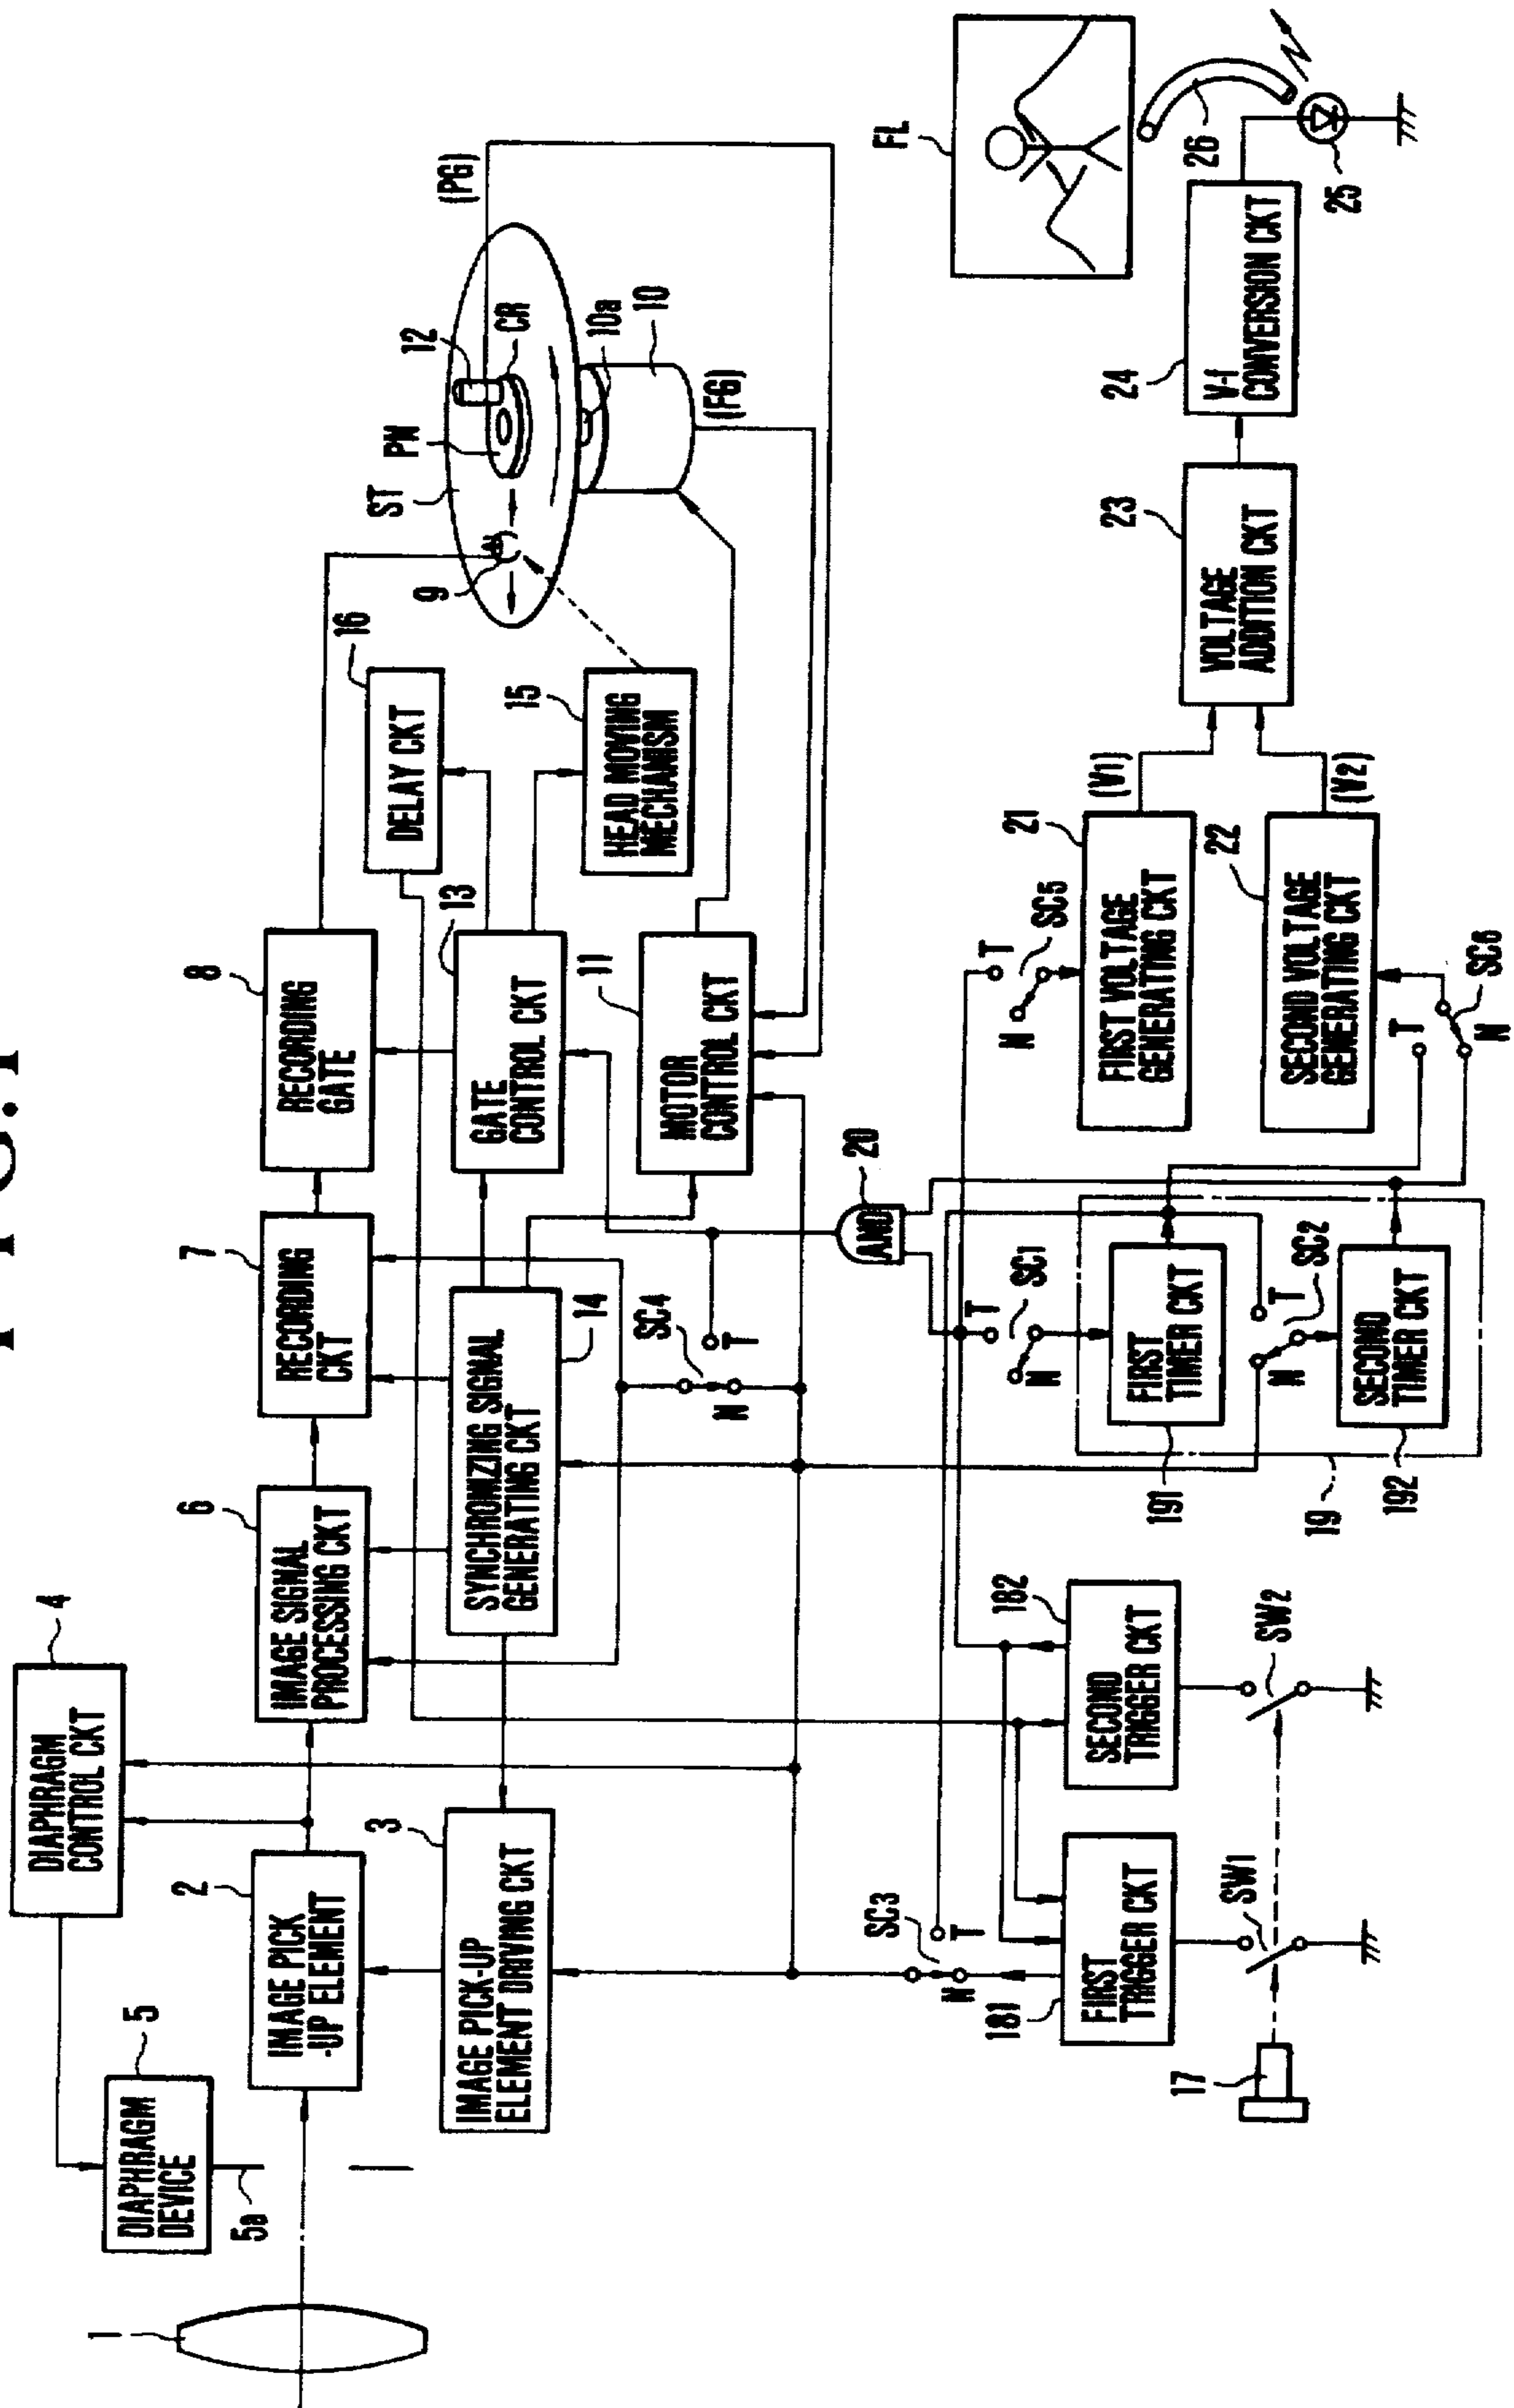 FIG.1
1
DIAPHRAGM
DEVICE
5
5a
DIAPHRAGM
CONTROL CKT
4
IMAGE PICK
-UP ELEMENT
2
IMAGE PICK-UP
ELEMENT DRIVING CKT
3
IMAGE SIGNAL
PROCESSING CKT
6
RECORDING
CKT
7
RECORDING
GATE
8
SYNCHRONIZING SIGNAL
GENERATING CKT
14
GATE
CONTROL CKT
13
MOTOR
CONTROL CKT
11
DELAY CKT
16
HEAD MOVING
MECHANISM
15
9
ST
PN
12
CR
(PG)
10a
10
(FG)
SC4
N
T
SC3
N
T
17
FIRST
TRIGGER CKT
181
SW1
SECOND
TRIGGER CKT
182
SW2
AND
20
SC1
N
T
FIRST
TIMER CKT
191
SC2
N
T
SECOND
TIMER CKT
192
19
SC5
N
T
FIRST VOLTAGE
GENERATING CKT
21
(V1)
SECOND VOLTAGE
GENERATING CKT
22
(V2)
SC6
T
N
VOLTAGE
ADDITION CKT
23
V-I
CONVERSION CKT
24
25
26
FL